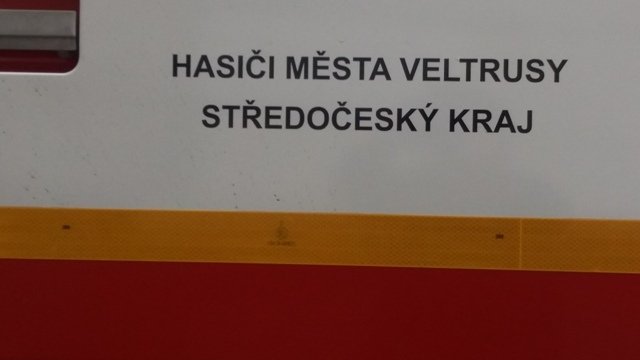 HASIČI MĚSTA VELTRUSY
STŘEDOČESKÝ KRAJ